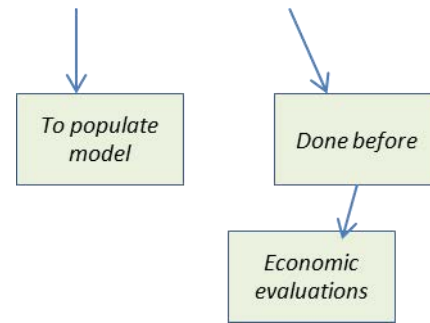 To populate
model
Done before
Economic
evaluations